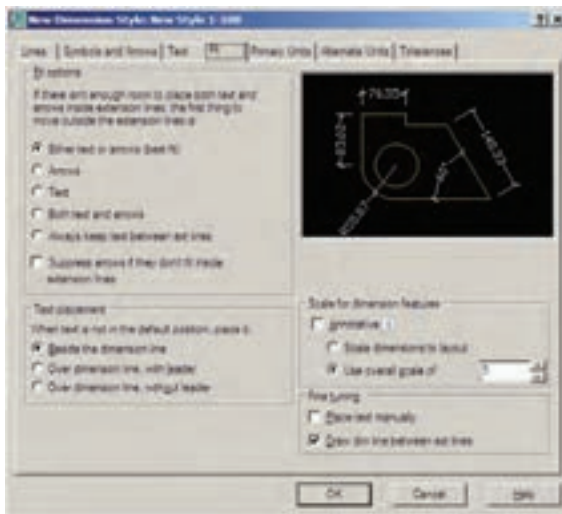 New Dimension Style: New Style 1-100
Lines Symbols and Arrows Text Fit Primary Units Alternate Units Tolerances
Fit options
If there isn't enough room to place both text and
arrows inside extension lines, the first thing to
move outside the extension lines is:
Either text or arrows (best fit)
Arrows
Text
Both text and arrows
Always keep text between ext lines
Suppress arrows if they don't fit inside
extension lines
Text placement
When text is not in the default position, place it:
Beside the dimension line
Over dimension line, with leader
Over dimension line, without leader
Scale for dimension features
Annotative
Scale dimensions to layout
Use overall scale of:
Fine tuning
Place text manually
Draw dim line between ext lines
OK Cancel Help